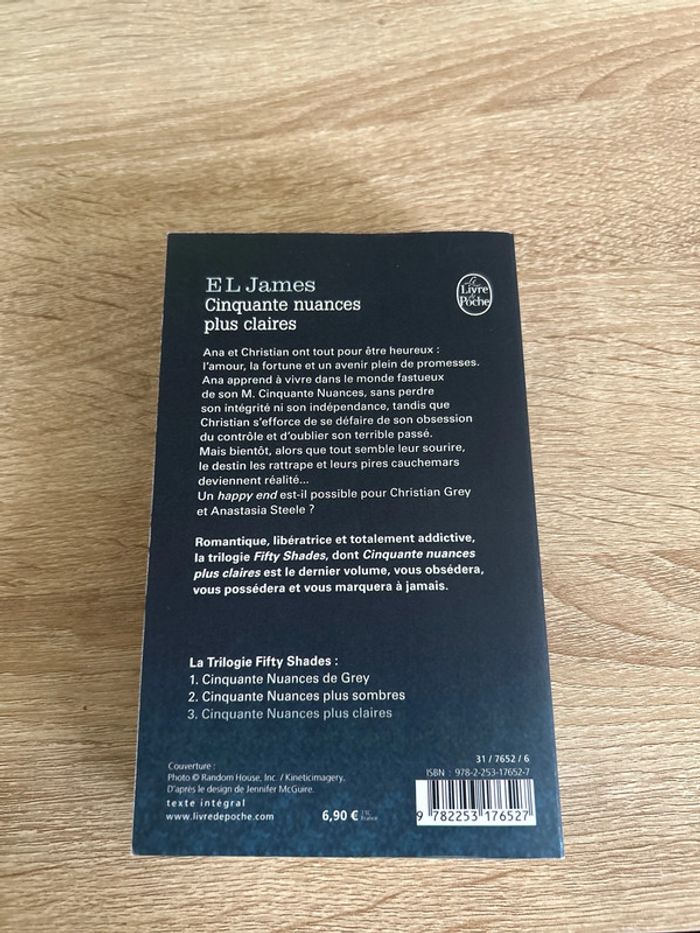 E L James
Le Livre de Poche
Cinquante nuances
plus claires
Ana et Christian ont tout pour être heureux :
l'amour, la fortune et un avenir plein de promesses.
Ana apprend à vivre dans le monde fastueux
de son M. Cinquante Nuances, sans perdre
son intégrité ni son indépendance, tandis que
Christian s'efforce de se défaire de son obsession
du contrôle et d'oublier son terrible passé.
Mais bientôt, alors que tout semble leur sourire,
le destin les rattrape et leurs pires cauchemars
deviennent réalité...
Un happy end est-il possible pour Christian Grey
et Anastasia Steele ?
Romantique, libératrice et totalement addictive,
la trilogie Fifty Shades, dont Cinquante nuances
plus claires est le dernier volume, vous obsédera,
vous possédera et vous marquera à jamais.
La Trilogie Fifty Shades :
1. Cinquante Nuances de Grey
2. Cinquante Nuances plus sombres
3. Cinquante Nuances plus claires
Couverture :
Photo © Random House, Inc. / Kineticimagery.
D'après le design de Jennifer McGuire.
texte intégral
www.livredepoche.com
6,90 € TTC France
31 / 7652 / 6
ISBN : 978-2-253-17652-7
9 782253 176527